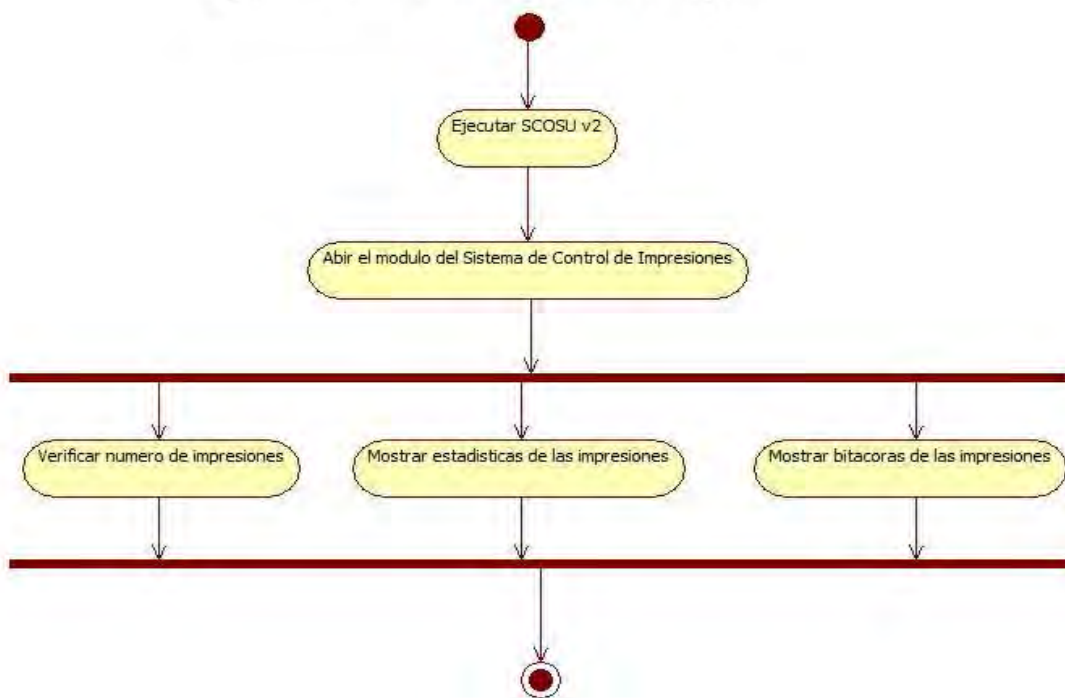 Ejecutar SCOSU v2
Abir el modulo del Sistema de Control de Impresiones
Verificar numero de impresiones
Mostrar estadisticas de las impresiones
Mostrar bitacoras de las impresiones